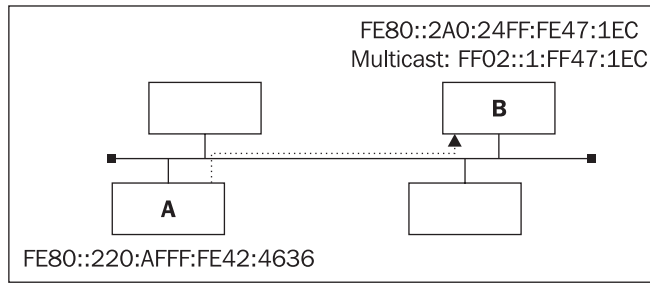 FE80::2A0:24FF:FE47:1EC
Multicast: FF02::1:FF47:1EC
B
A
FE80::220:AFFF:FE42:4636